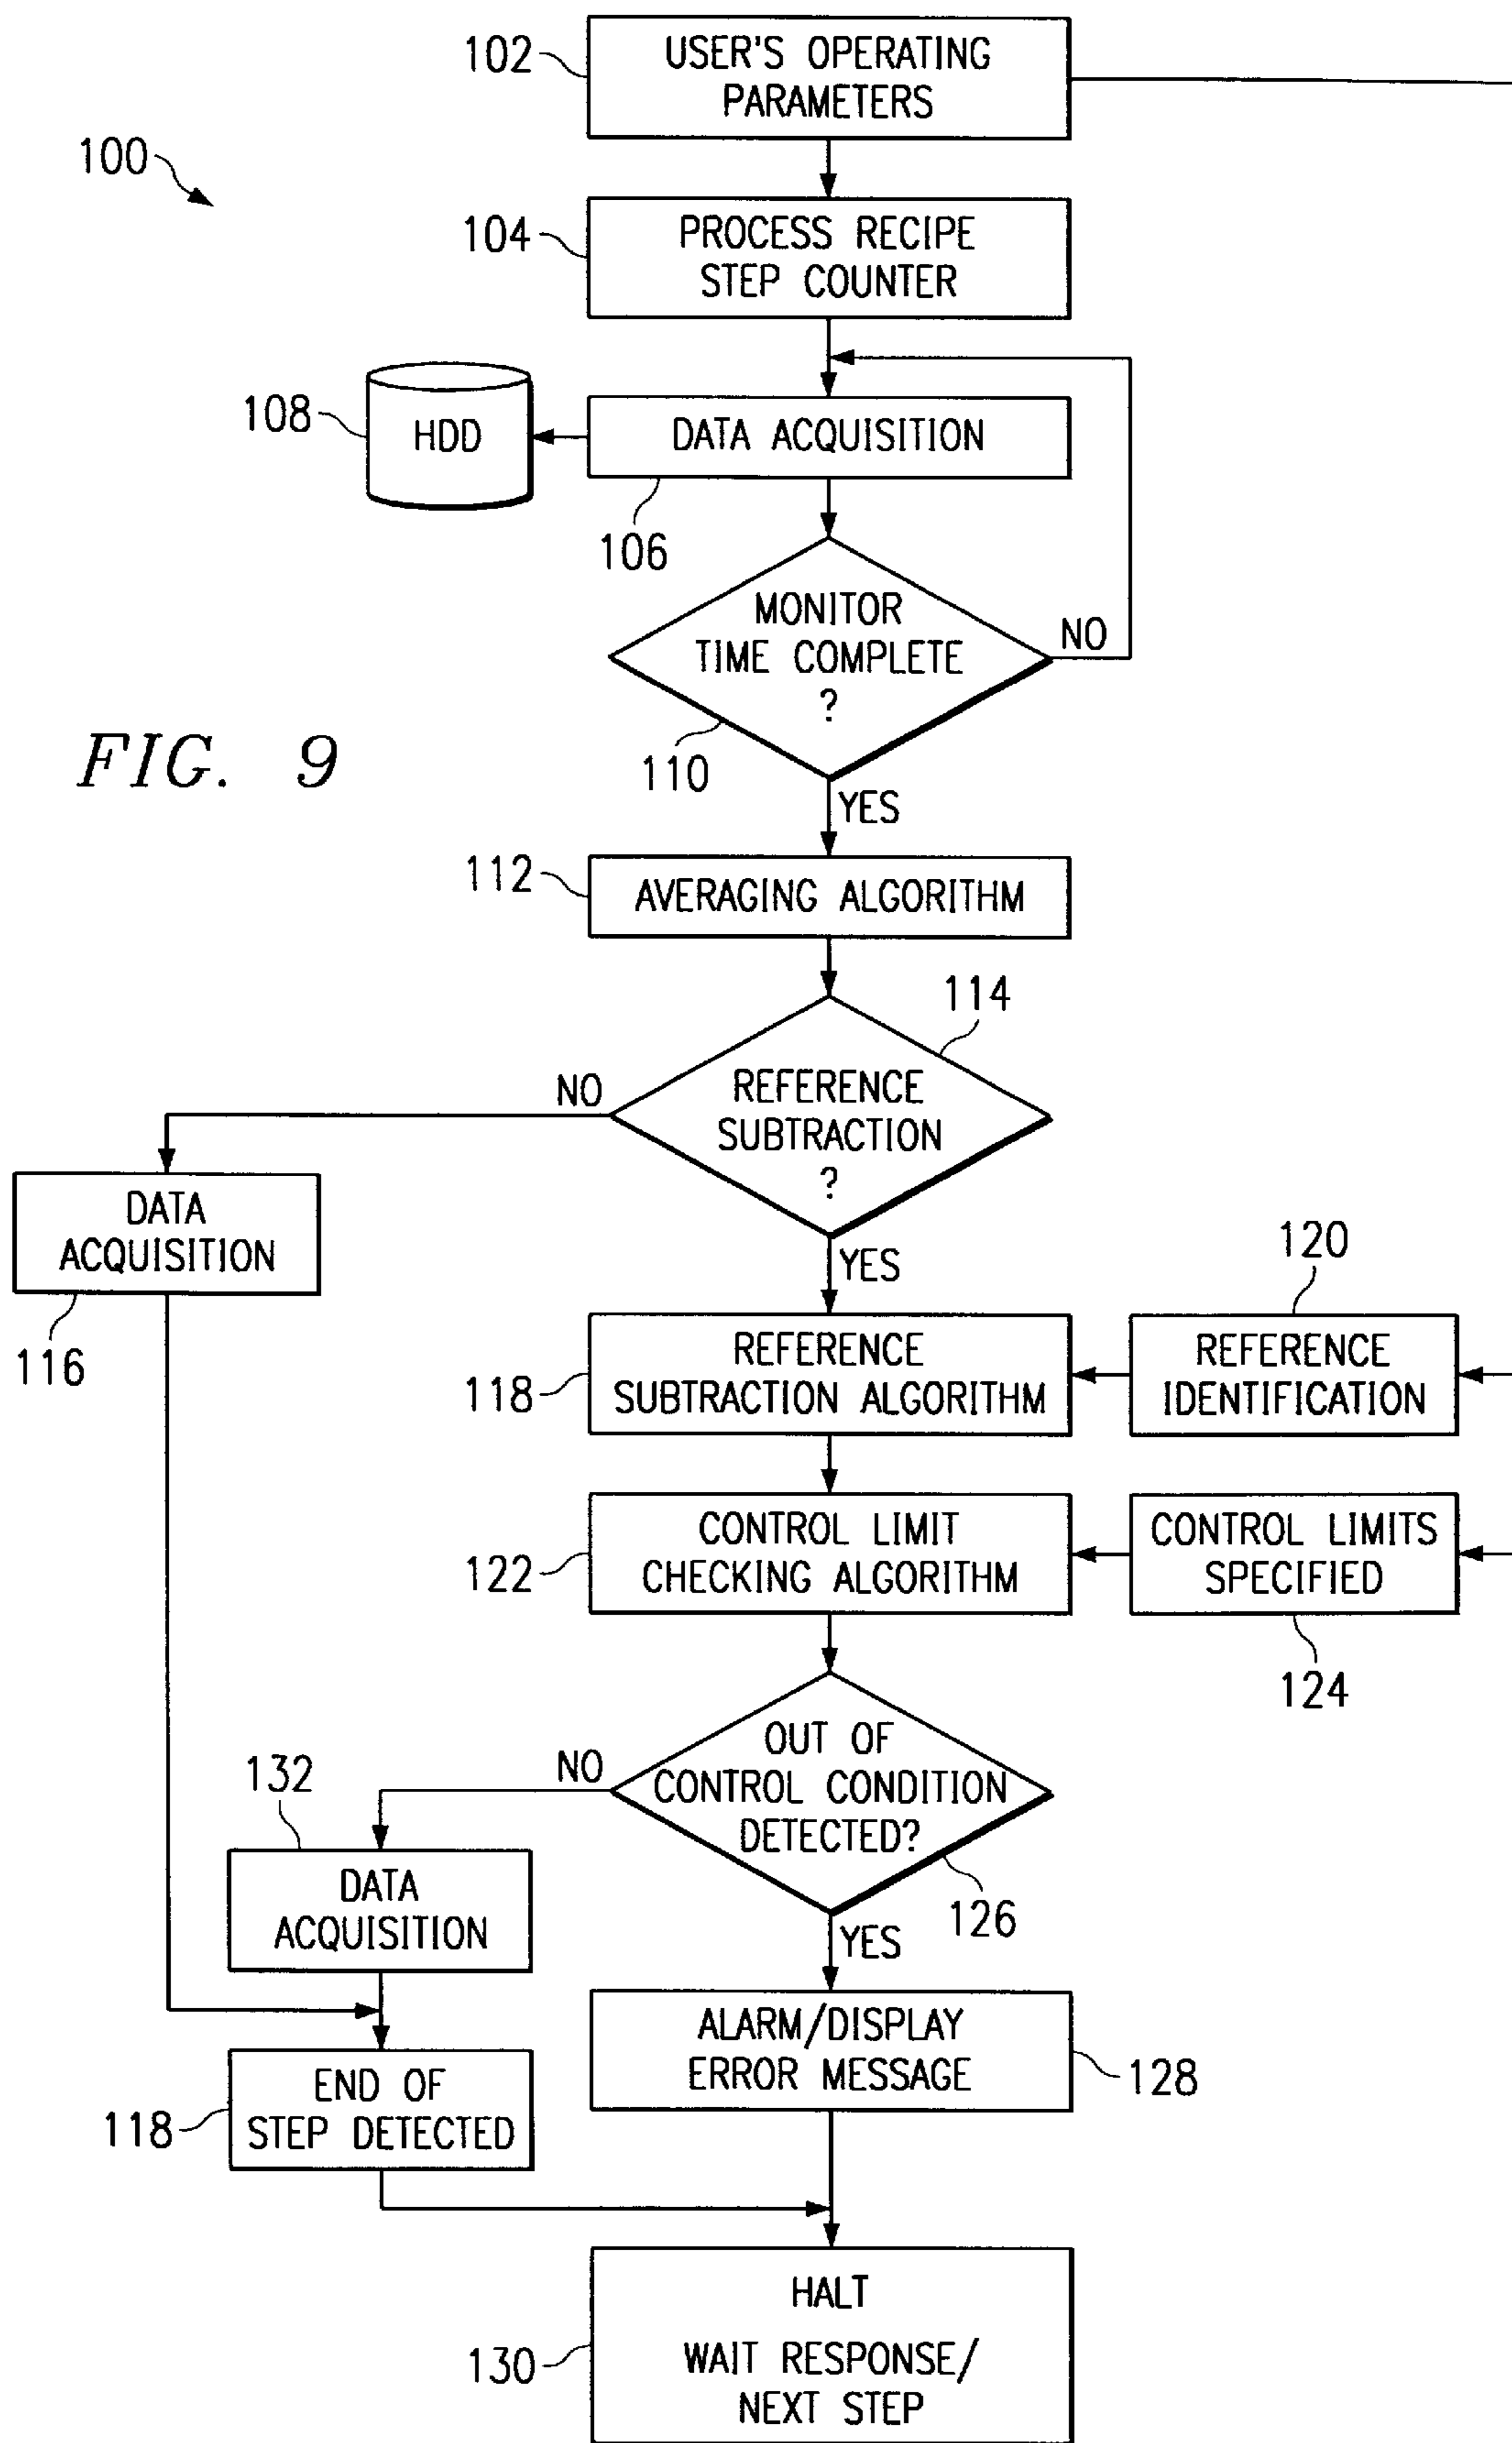 102
USER'S OPERATING
PARAMETERS
100
104
PROCESS RECIPE
STEP COUNTER
108
HDD
DATA ACQUISITION
106
MONITOR
TIME COMPLETE
?
NO
110
FIG. 9
YES
112
AVERAGING ALGORITHM
114
NO
REFERENCE
SUBTRACTION
?
DATA
ACQUISITION
116
YES
120
118
REFERENCE
SUBTRACTION ALGORITHM
REFERENCE
IDENTIFICATION
122
CONTROL LIMIT
CHECKING ALGORITHM
CONTROL LIMITS
SPECIFIED
124
132
NO
OUT OF
CONTROL CONDITION
DETECTED?
126
DATA
ACQUISITION
YES
ALARM/DISPLAY
ERROR MESSAGE
128
118
END OF
STEP DETECTED
130
HALT
WAIT RESPONSE/
NEXT STEP